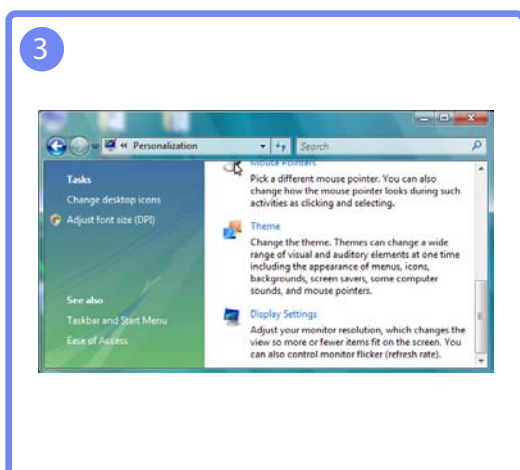 3
« Personalization
Search
Tasks
Change desktop icons
Adjust font size (DPI)
See also
Taskbar and Start Menu
Ease of Access
Mouse Pointers
Pick a different mouse pointer. You can also
change how the mouse pointer looks during such
activities as clicking and selecting.
Theme
Change the theme. Themes can change a wide
range of visual and auditory elements at one time
including the appearance of menus, icons,
backgrounds, screen savers, some computer
sounds, and mouse pointers.
Display Settings
Adjust your monitor resolution, which changes the
view so more or fewer items fit on the screen. You
can also control monitor flicker (refresh rate).